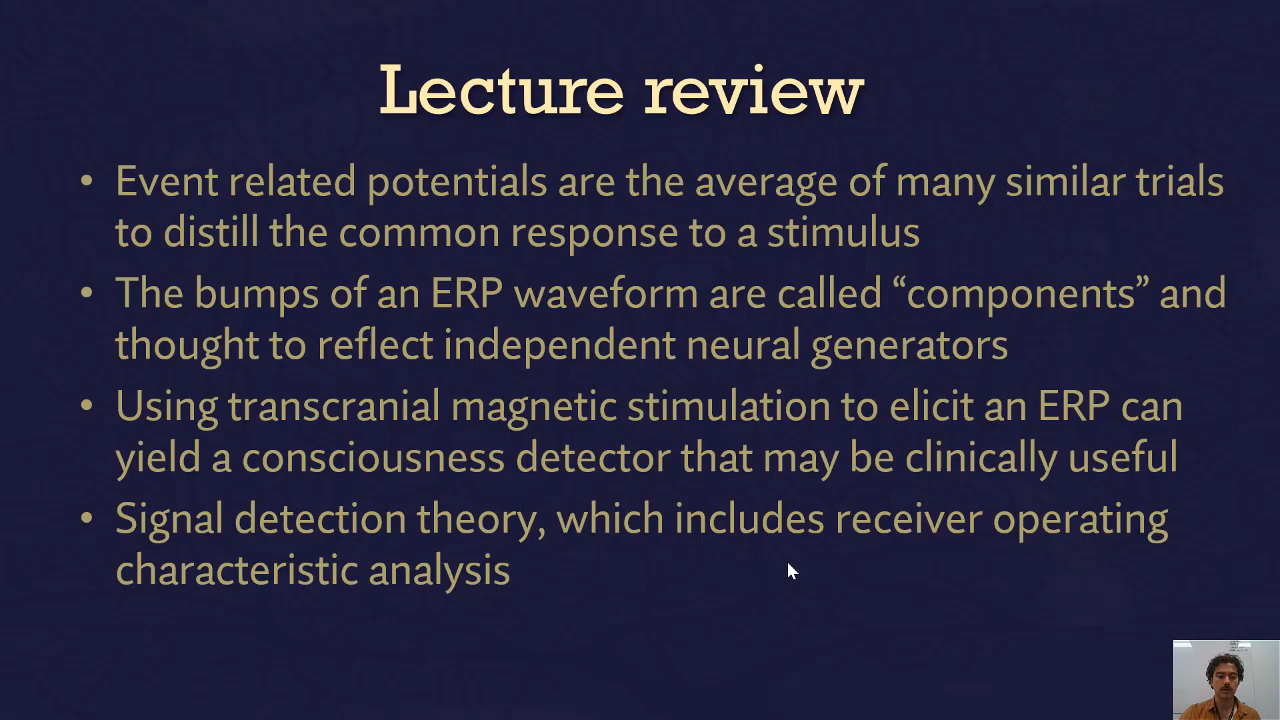 Lecture review
• Event related potentials are the average of many similar trials
to distill the common response to a stimulus
• The bumps of an ERP waveform are called “components” and
thought to reflect independent neural generators
• Using transcranial magnetic stimulation to elicit an ERP can
yield a consciousness detector that may be clinically useful
• Signal detection theory, which includes receiver operating
characteristic analysis